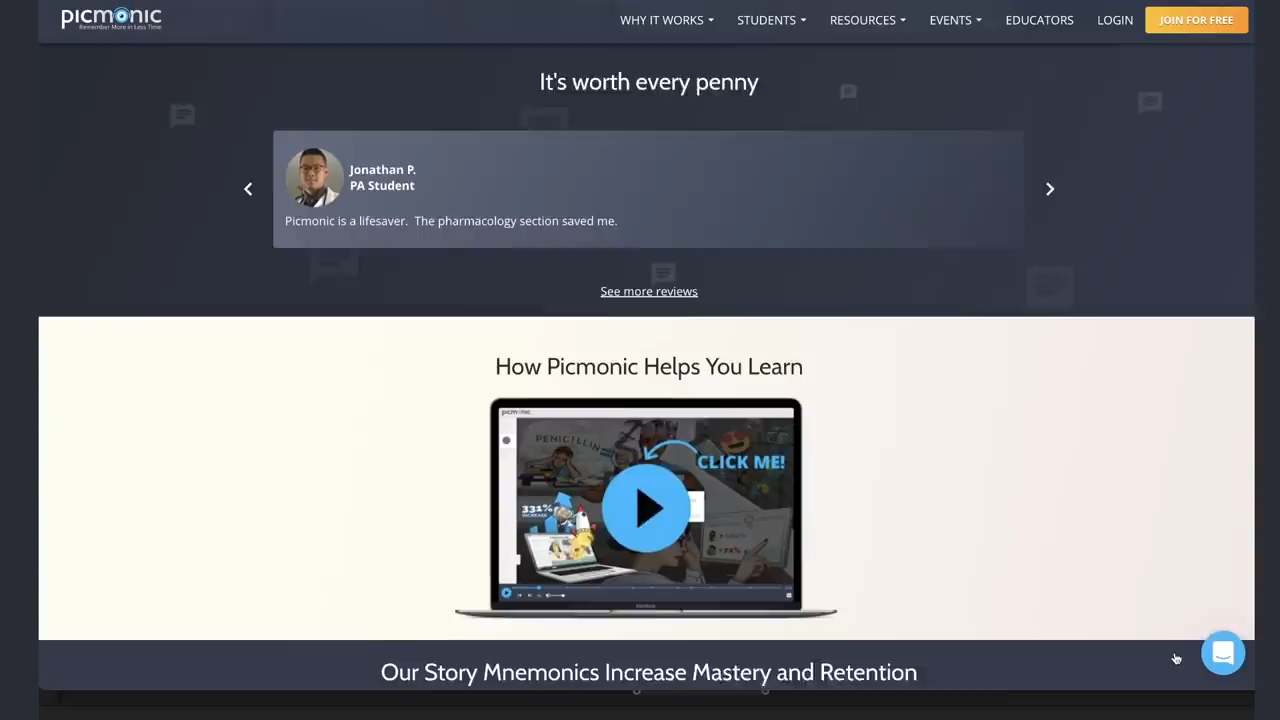 picmonic
Remember More in Less Time
WHY IT WORKS
STUDENTS
RESOURCES
EVENTS
EDUCATORS
LOGIN
JOIN FOR FREE
It's worth every penny
Jonathan P.
PA Student
Picmonic is a lifesaver. The pharmacology section saved me.
See more reviews
How Picmonic Helps You Learn
picmonic
PENICILLIN
CLICK ME!
331%
INCREASE
Our Story Mnemonics Increase Mastery and Retention